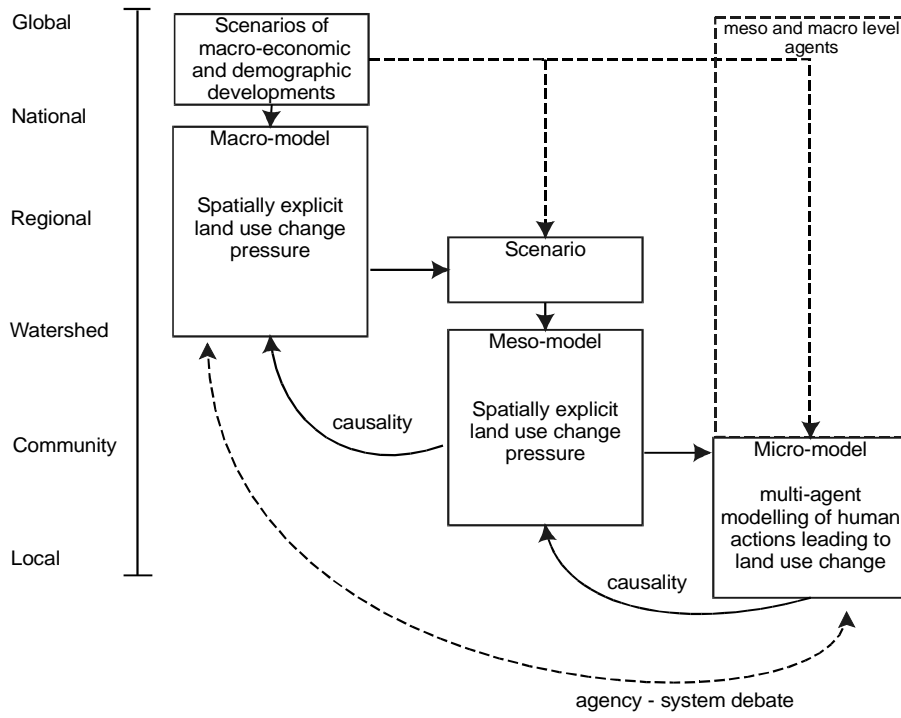 Global
National
Regional
Watershed
Community
Local
Scenarios of
macro-economic
and demographic
developments
Macro-model
Spatially explicit
land use change
pressure
Scenario
Meso-model
Spatially explicit
land use change
pressure
meso and macro level
agents
Micro-model
multi-agent
modelling of human
actions leading to
land use change
causality
causality
agency - system debate